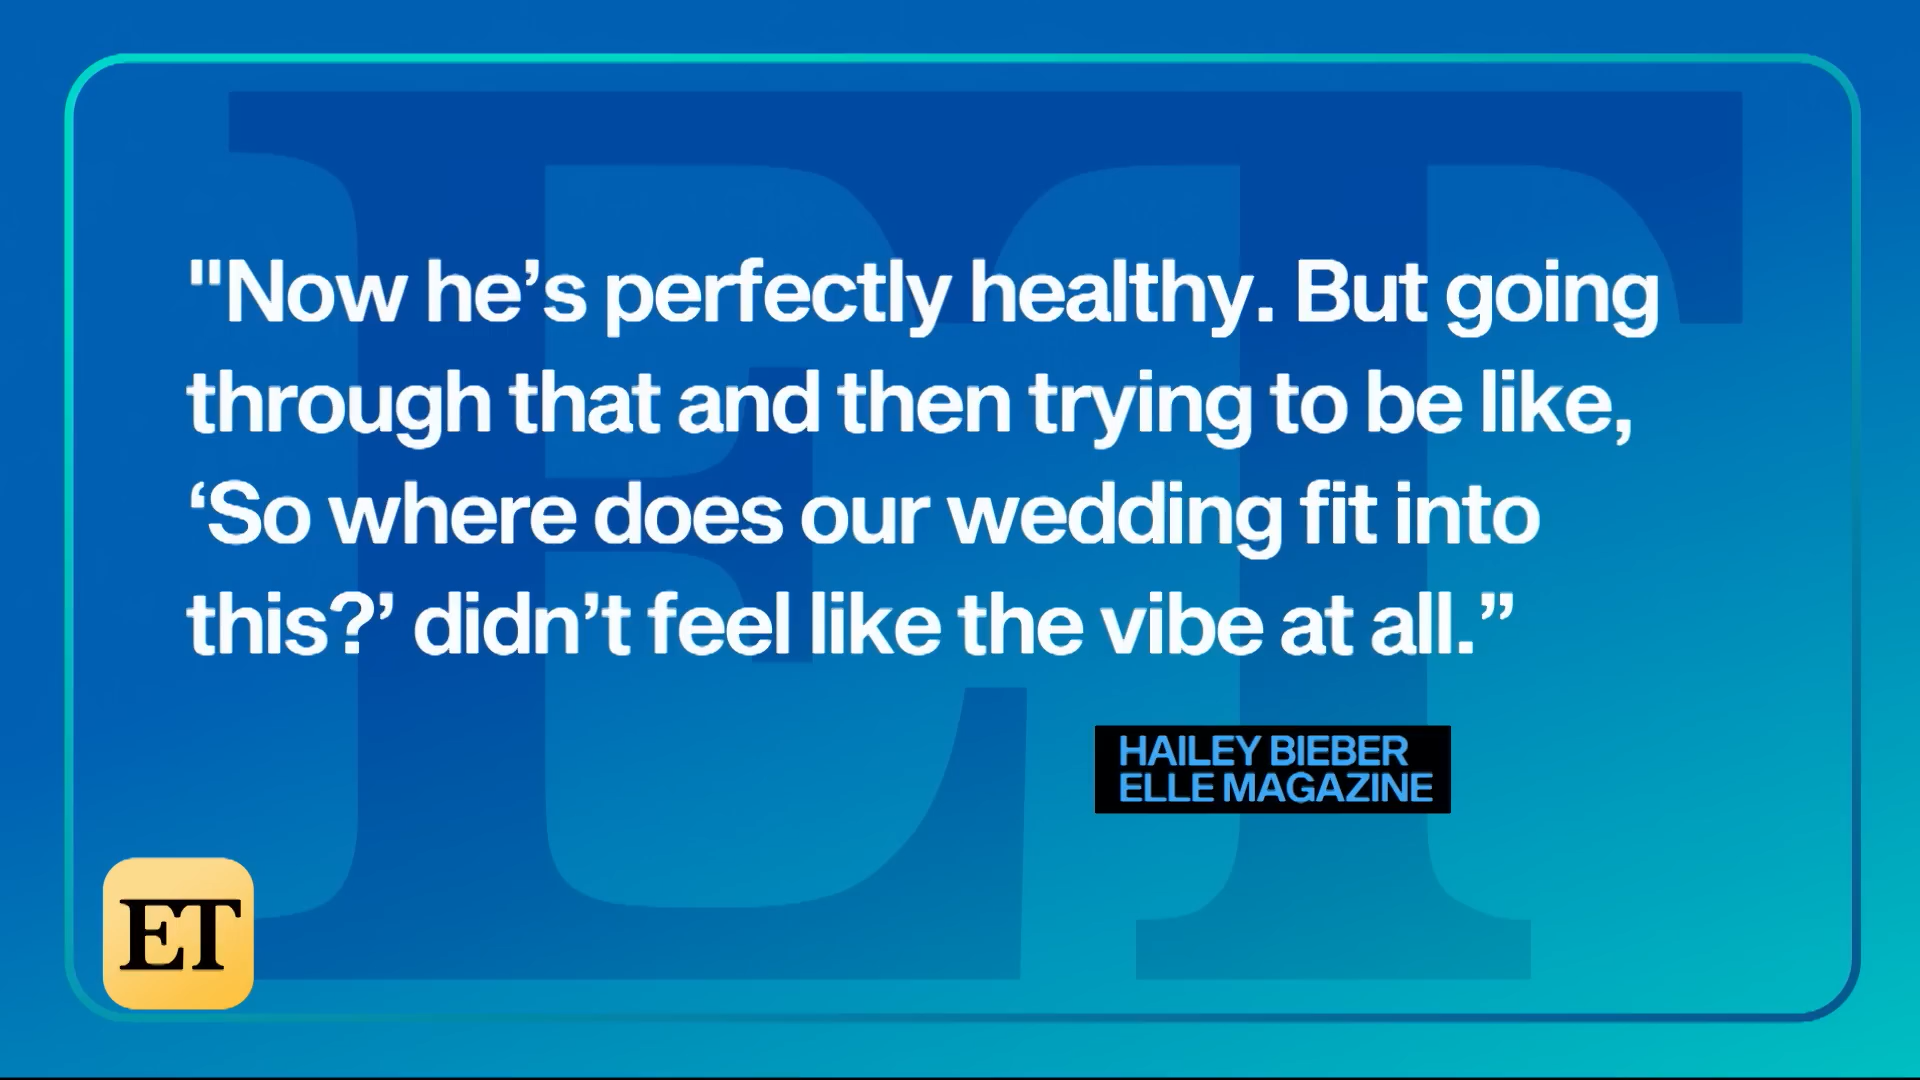 "Now he’s perfectly healthy. But going
through that and then trying to be like,
‘So where does our wedding fit into
this?’ didn’t feel like the vibe at all.”
HAILEY BIEBER
ELLE MAGAZINE
ET